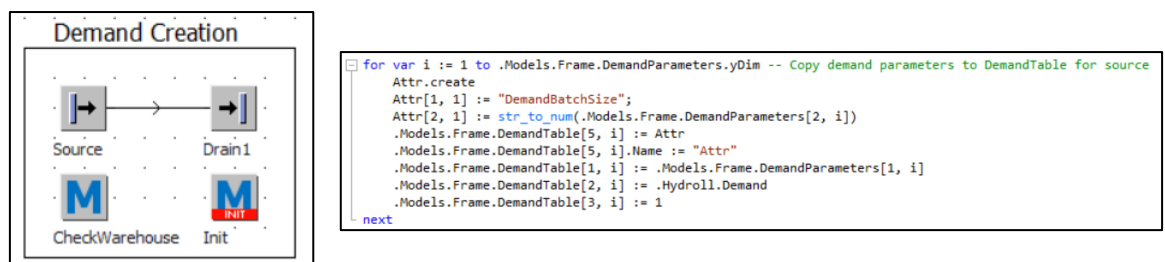 Demand Creation
Source
Drain1
M
M
INIT
CheckWarehouse
Init
for var i := 1 to .Models.Frame.DemandParameters.yDim -- Copy demand parameters to DemandTable for source
Attr.create
Attr[1, 1] := "DemandBatchSize";
Attr[2, 1] := str_to_num(.Models.Frame.DemandParameters[2, i])
.Models.Frame.DemandTable[5, i] := Attr
.Models.Frame.DemandTable[5, i].Name := "Attr"
.Models.Frame.DemandTable[1, i] := .Models.Frame.DemandParameters[1, i]
.Models.Frame.DemandTable[2, i] := .Hydroll.Demand
.Models.Frame.DemandTable[3, i] := 1
next